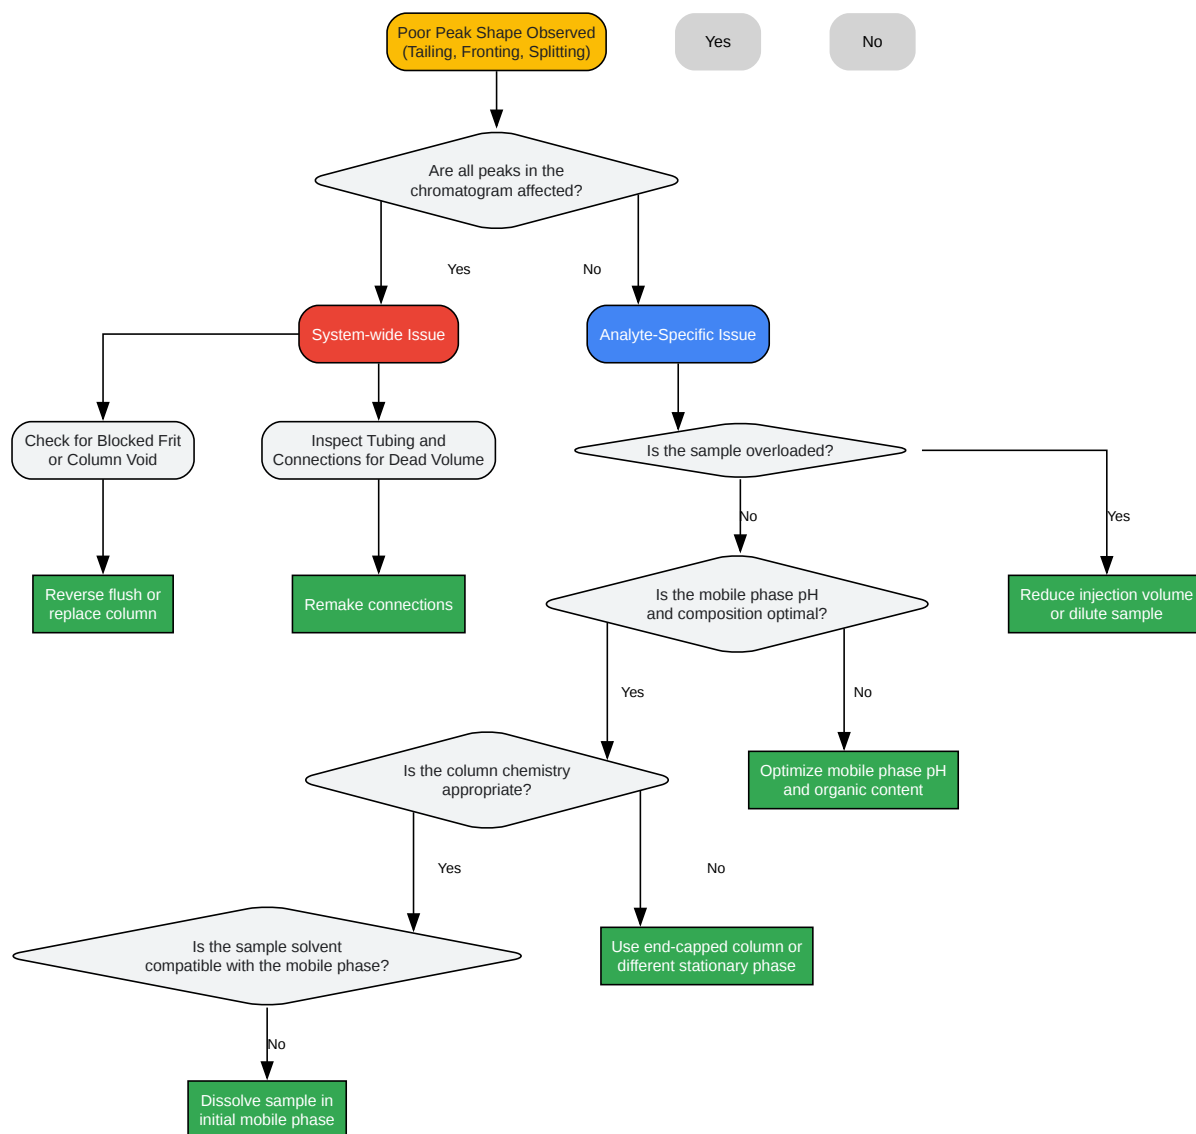 Poor Peak Shape Observed
(Tailing, Fronting, Splitting)
Yes
No
Are all peaks in the
chromatogram affected?
Yes
No
System-wide Issue
Analyte-Specific Issue
Check for Blocked Frit
or Column Void
Inspect Tubing and
Connections for Dead Volume
Is the sample overloaded?
No
Yes
Reverse flush or
replace column
Remake connections
Is the mobile phase pH
and composition optimal?
Reduce injection volume
or dilute sample
Yes
No
Is the column chemistry
appropriate?
Optimize mobile phase pH
and organic content
Yes
No
Is the sample solvent
compatible with the mobile phase?
Use end-capped column or
different stationary phase
No
Dissolve sample in
initial mobile phase